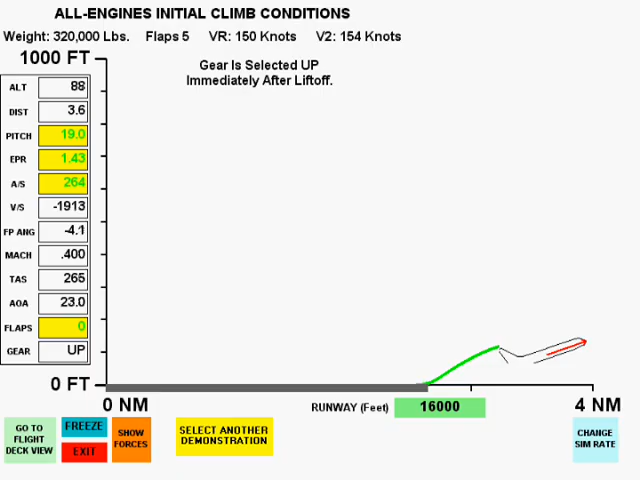 ALL-ENGINES INITIAL CLIMB CONDITIONS
Weight: 320,000 Lbs. Flaps 5 VR: 150 Knots V2: 154 Knots
1000 FT
Gear Is Selected UP
Immediately After Liftoff.
ALT 88
DIST 3.6
PITCH 19.0
EPR 1.43
A/S 264
V/S -1913
FP ANG -4.1
MACH .400
TAS 265
AOA 23.0
FLAPS 0
GEAR UP
0 FT
0 NM
RUNWAY (Feet) 16000
4 NM
GO TO
FLIGHT
DECK VIEW
FREEZE
EXIT
SHOW
FORCES
SELECT ANOTHER
DEMONSTRATION
CHANGE
SIM RATE